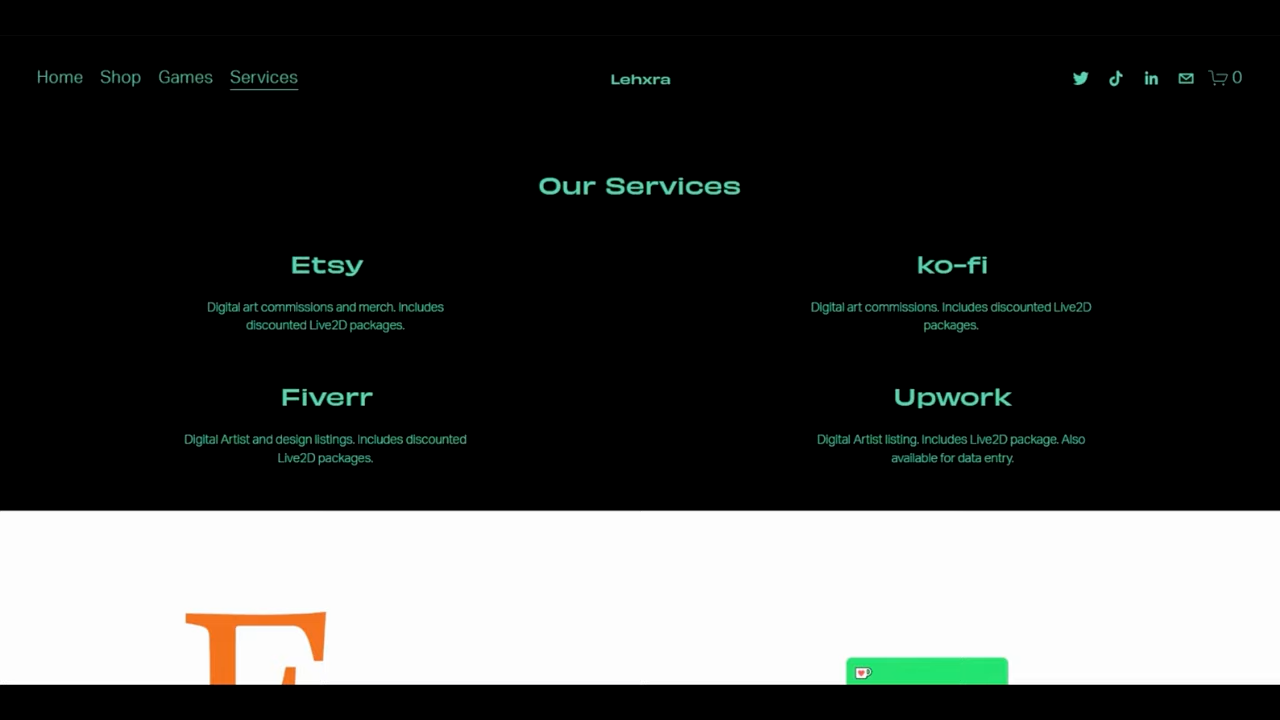 Home Shop Games Services
Lehxra
0
Our Services
Etsy
Digital art commissions and merch. Includes
discounted Live2D packages.
ko-fi
Digital art commissions. Includes discounted Live2D
packages.
Fiverr
Digital Artist and design listings. Includes discounted
Live2D packages.
Upwork
Digital Artist listing. Includes Live2D package. Also
available for data entry.
E